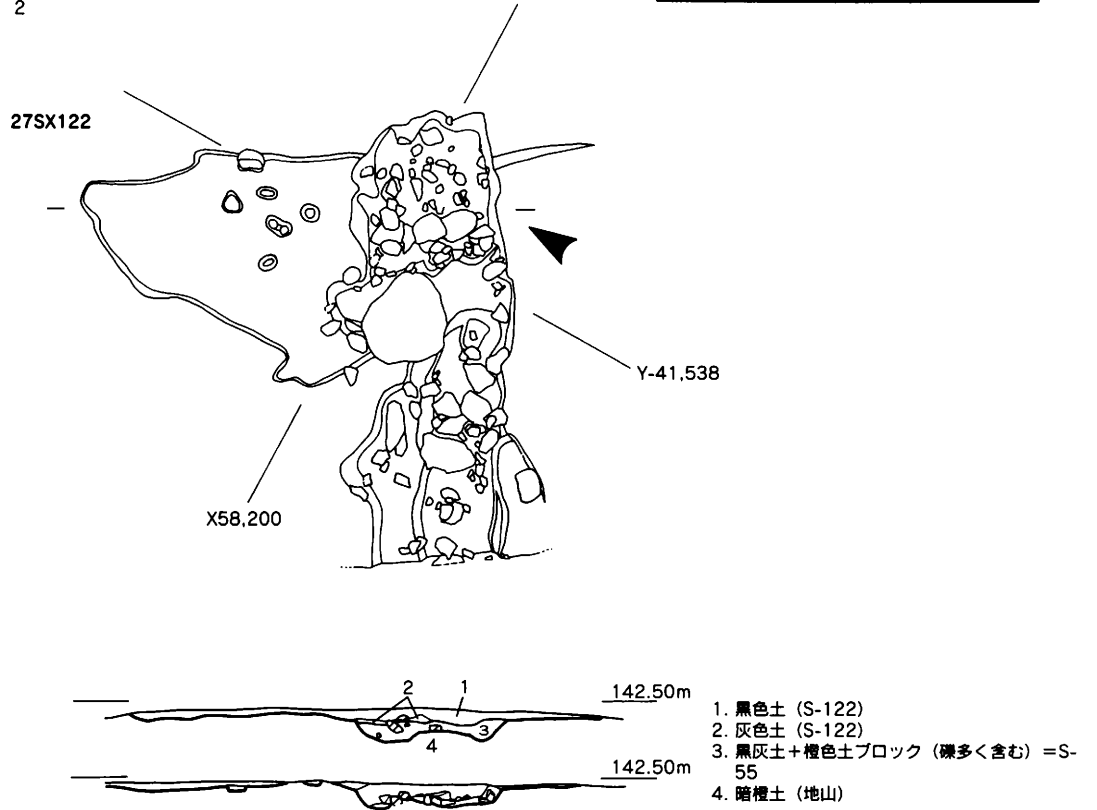 2
27SX122
Y-41,538
X58,200
2
1
142.50m
3
4
142.50m
1. 黒色土（S-122）
2. 灰色土（S-122）
3. 黒灰土＋橙色土ブロック（礫多く含む）＝S-
55
4. 暗橙土（地山）